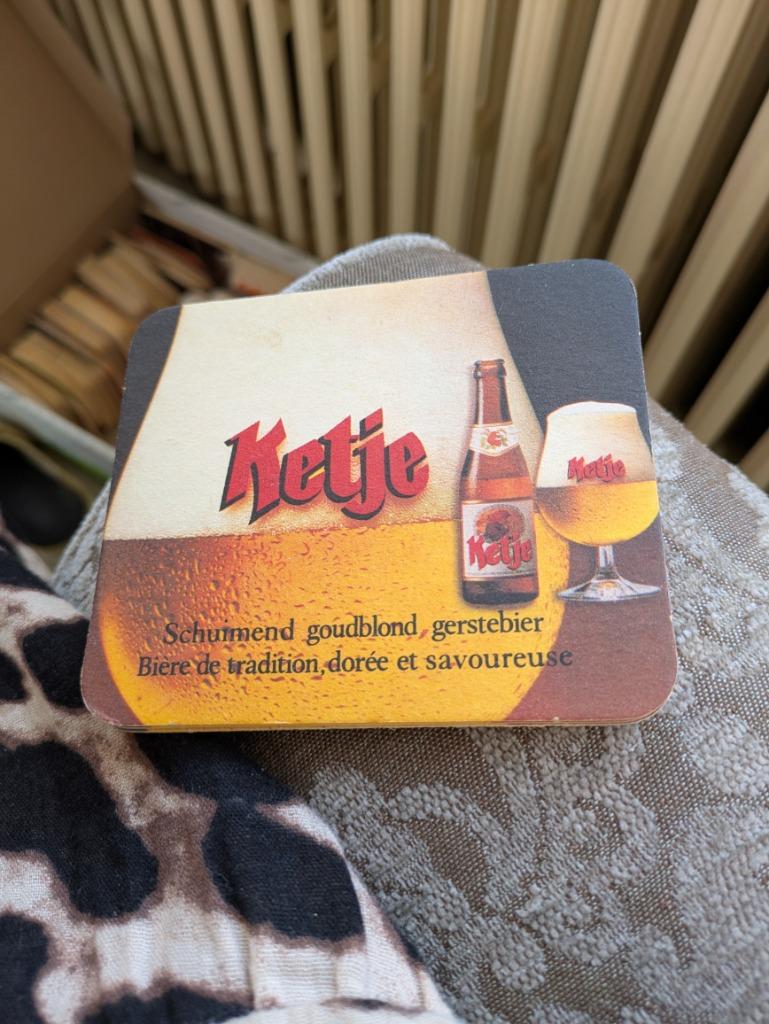 Ketje
Ketje
Ketje
Schuimend goudblond gerstebier
Bière de tradition, dorée et savoureuse